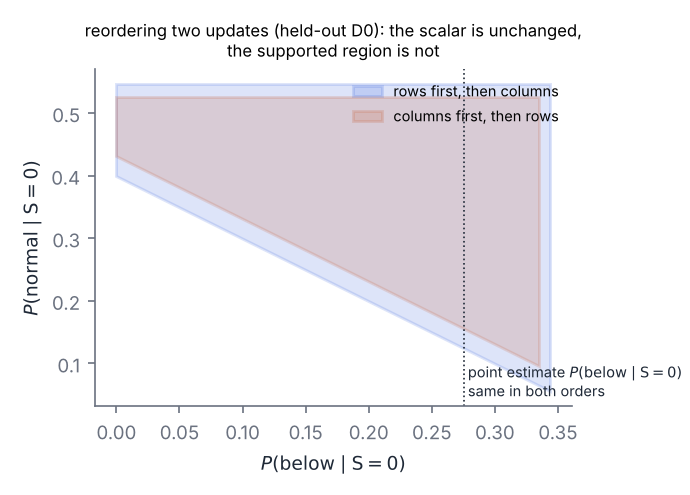 reordering two updates (held-out D0): the scalar is unchanged,
the supported region is not
rows first, then columns
columns first, then rows
P(normal | S = 0)
0.5
0.4
0.3
0.2
0.1
point estimate P(below | S = 0)
same in both orders
0.00 0.05 0.10 0.15 0.20 0.25 0.30 0.35
P(below | S = 0)